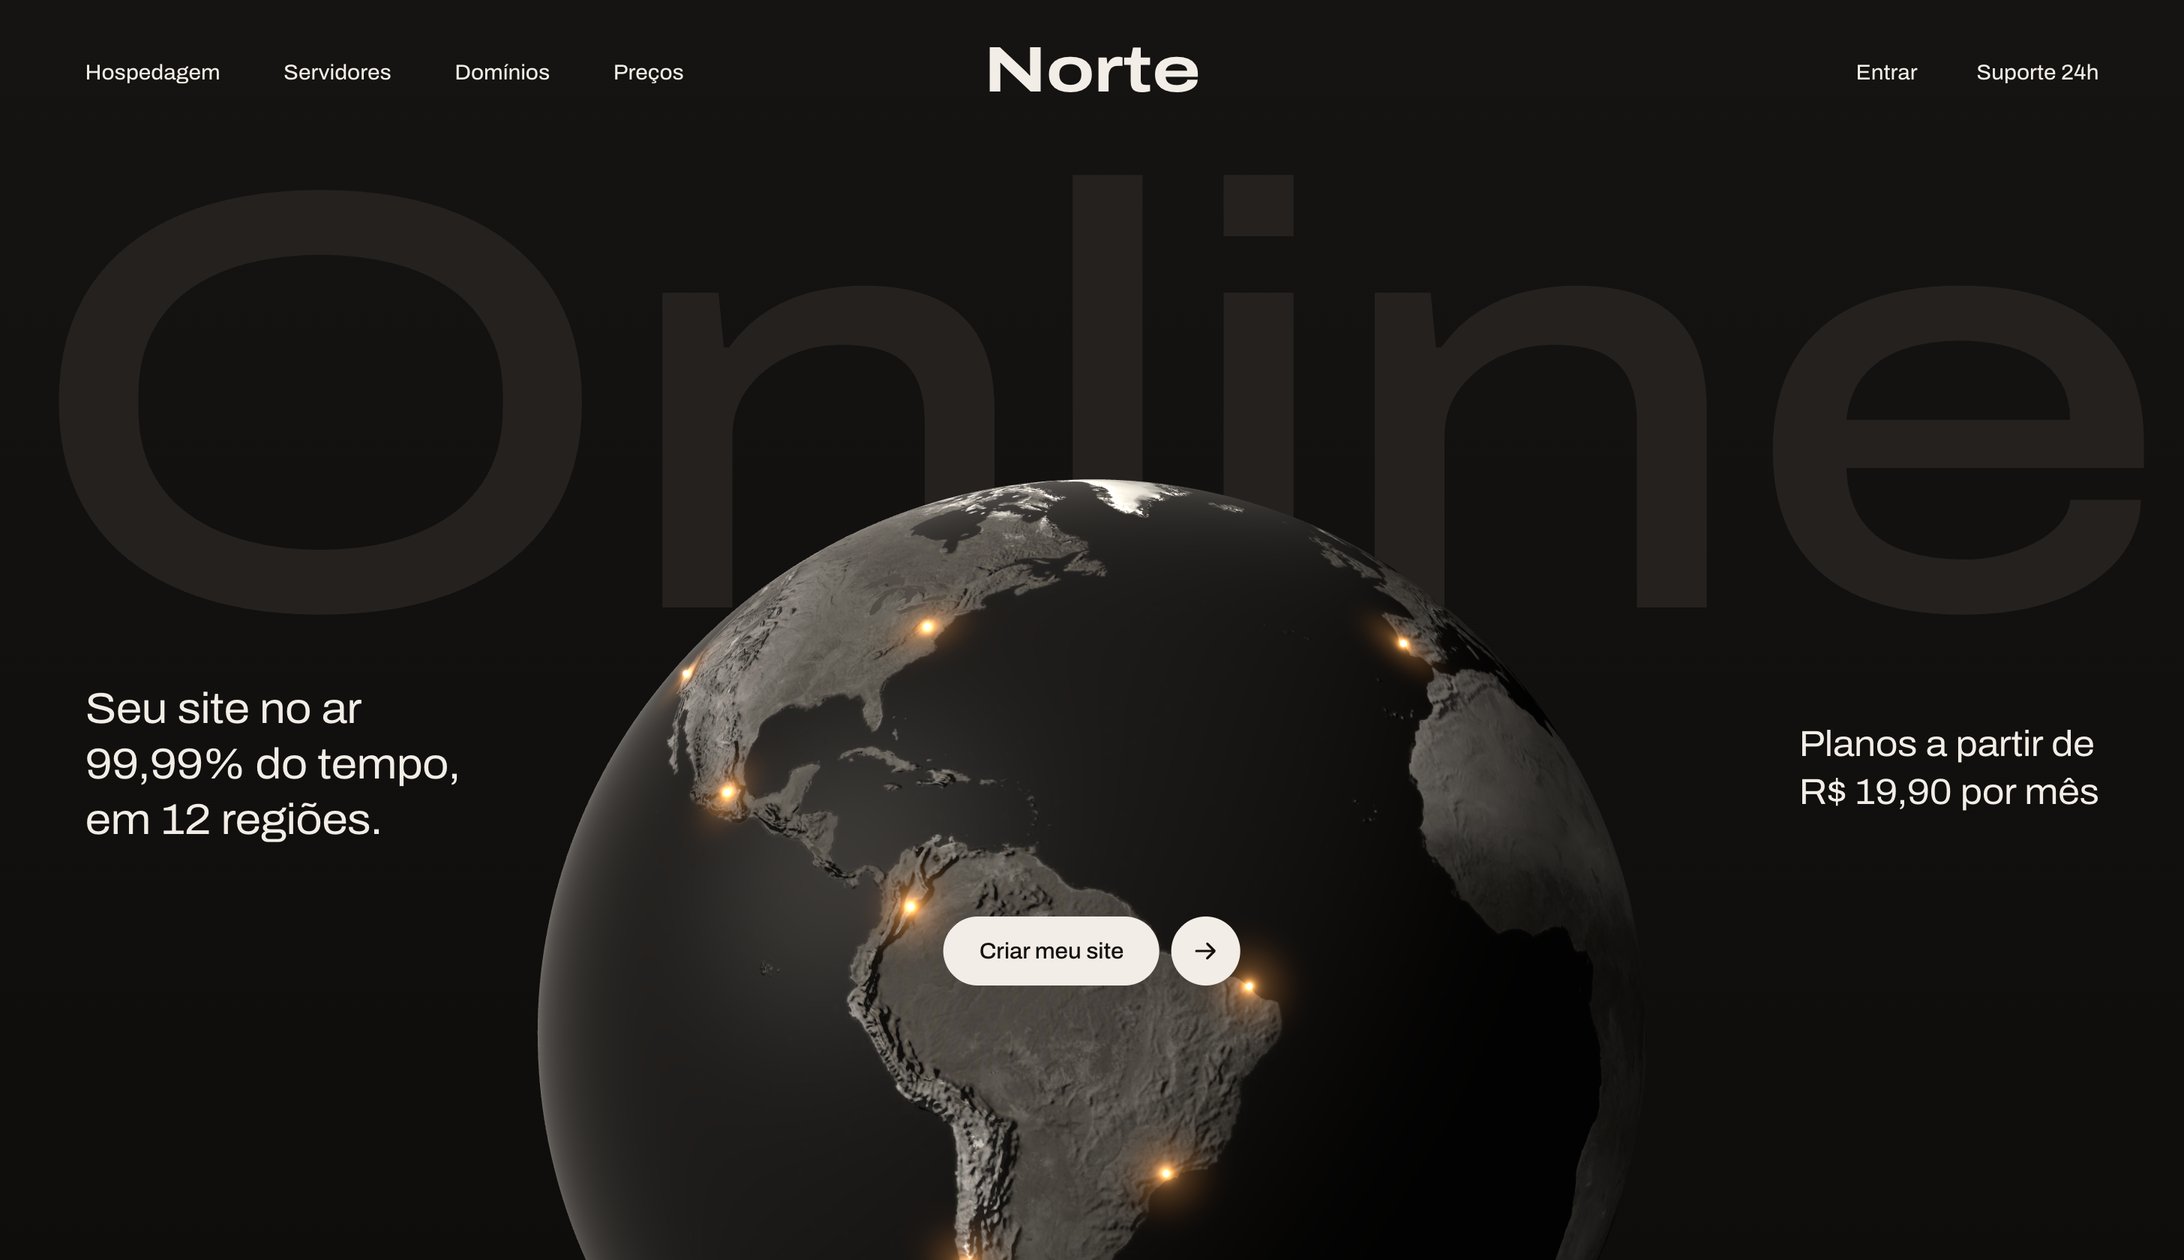 Hospedagem
Servidores
Domínios
Preços
Norte
Entrar
Suporte 24h
Online
Seu site no ar
99,99% do tempo,
em 12 regiões.
Planos a partir de
R$ 19,90 por mês
Criar meu site